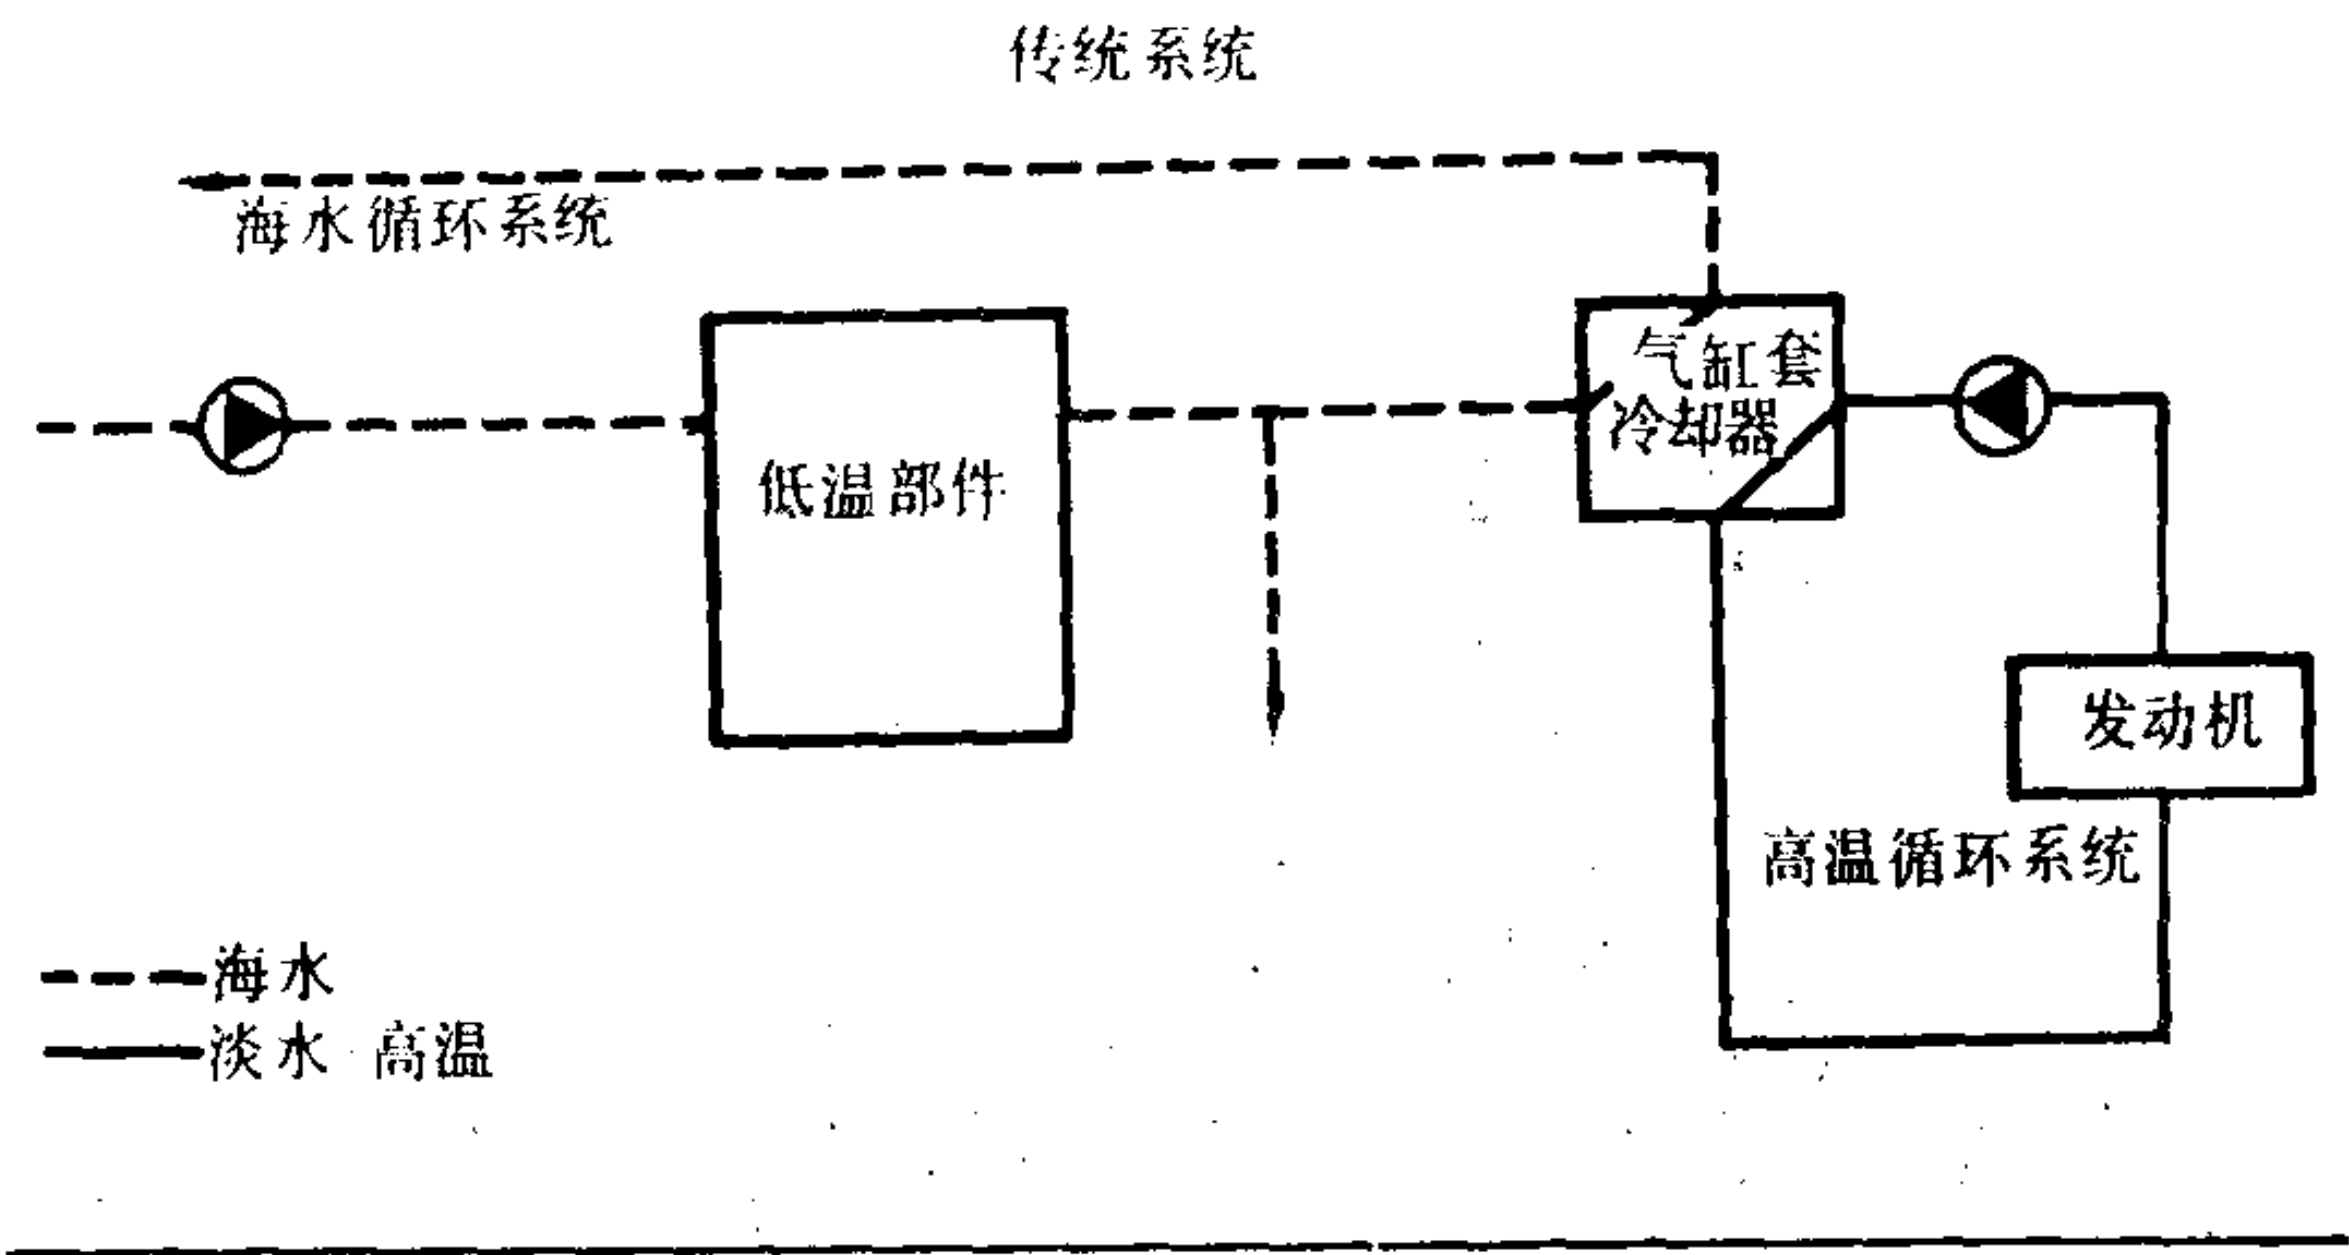 传统系统
海水循环系统
气缸套
冷却器
低温部件
发动机
高温循环系统
海水
淡水 高温